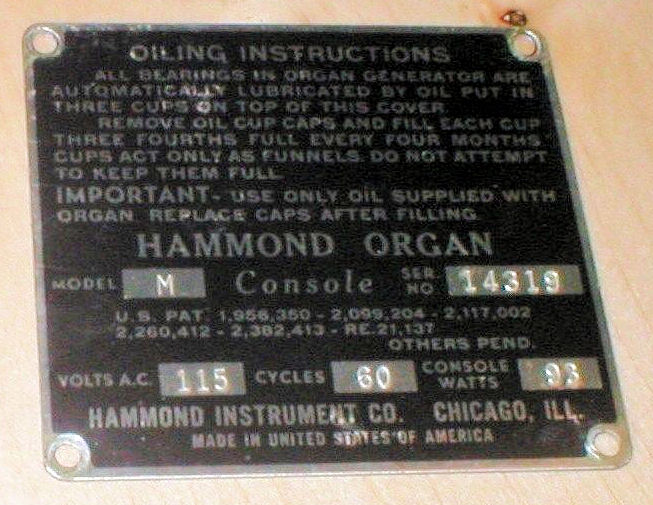 OILING INSTRUCTIONS
ALL BEARINGS IN ORGAN GENERATOR ARE
AUTOMATICALLY LUBRICATED BY OIL PUT IN
THREE CUPS ON TOP OF THIS COVER.
REMOVE OIL CUP CAPS AND FILL EACH CUP
THREE FOURTHS FULL EVERY FOUR MONTHS.
CUPS ACT ONLY AS FUNNELS. DO NOT ATTEMPT
TO KEEP THEM FULL.
IMPORTANT- USE ONLY OIL SUPPLIED WITH
ORGAN. REPLACE CAPS AFTER FILLING.
HAMMOND ORGAN
MODEL M Console SER. NO 14319
U.S. PAT. 1,956,350 - 2,099,204 - 2,117,002
2,260,412 - 2,382,413 - RE.21,137
OTHERS PEND.
VOLTS A.C. 115 CYCLES 60 CONSOLE WATTS 93
HAMMOND INSTRUMENT CO. CHICAGO, ILL.
MADE IN UNITED STATES OF AMERICA